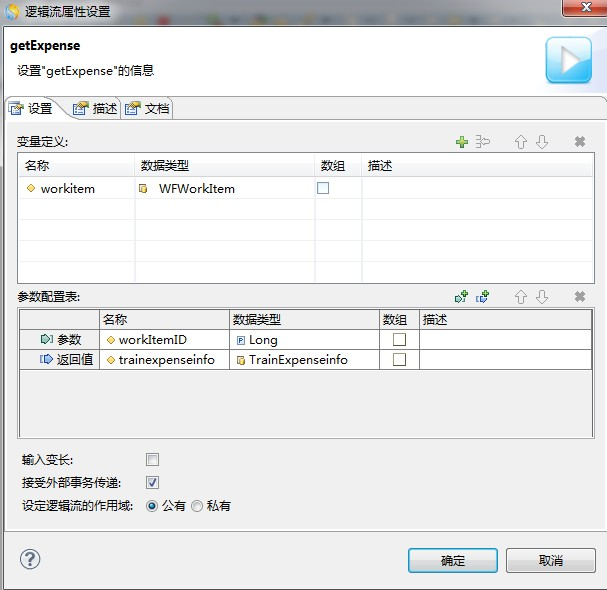 逻辑流属性设置
getExpense
设置"getExpense"的信息
设置 描述 文档
变量定义:
名称 数据类型 数组 描述
workitem WFWorkItem
参数配置表:
名称 数据类型 数组 描述
参数 workItemID P Long
返回值 trainexpenseinfo TrainExpenseinfo
输入变长:
接受外部事务传递:
设定逻辑流的作用域: 公有 私有
? 确定 取消